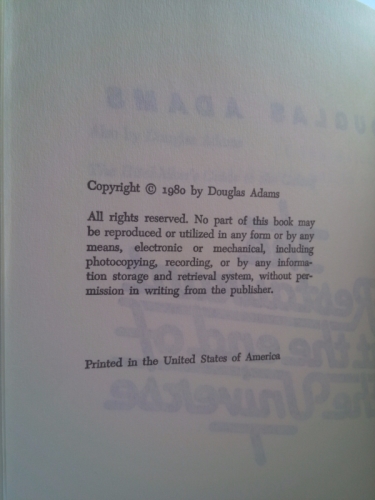 Copyright © 1980 by Douglas Adams
All rights reserved. No part of this book may
be reproduced or utilized in any form or by any
means, electronic or mechanical, including
photocopying, recording, or by any informa-
tion storage and retrieval system, without per-
mission in writing from the publisher.
Printed in the United States of America